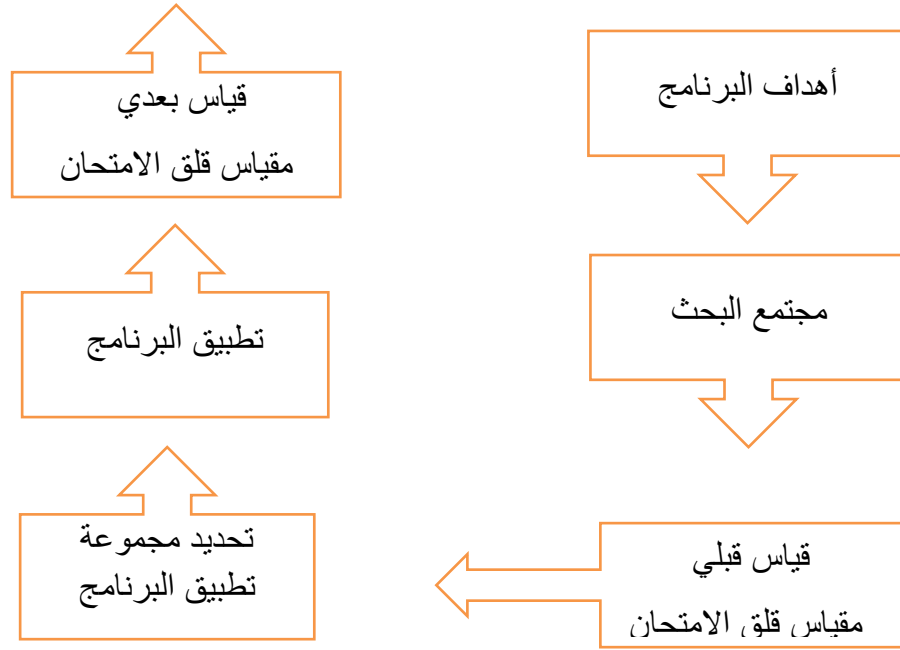 أهداف البرنامج
مجتمع البحث
قياس قبلي
مقياس قلق الامتحان
تحديد مجموعة
تطبيق البرنامج
تطبيق البرنامج
قياس بعدي
مقياس قلق الامتحان